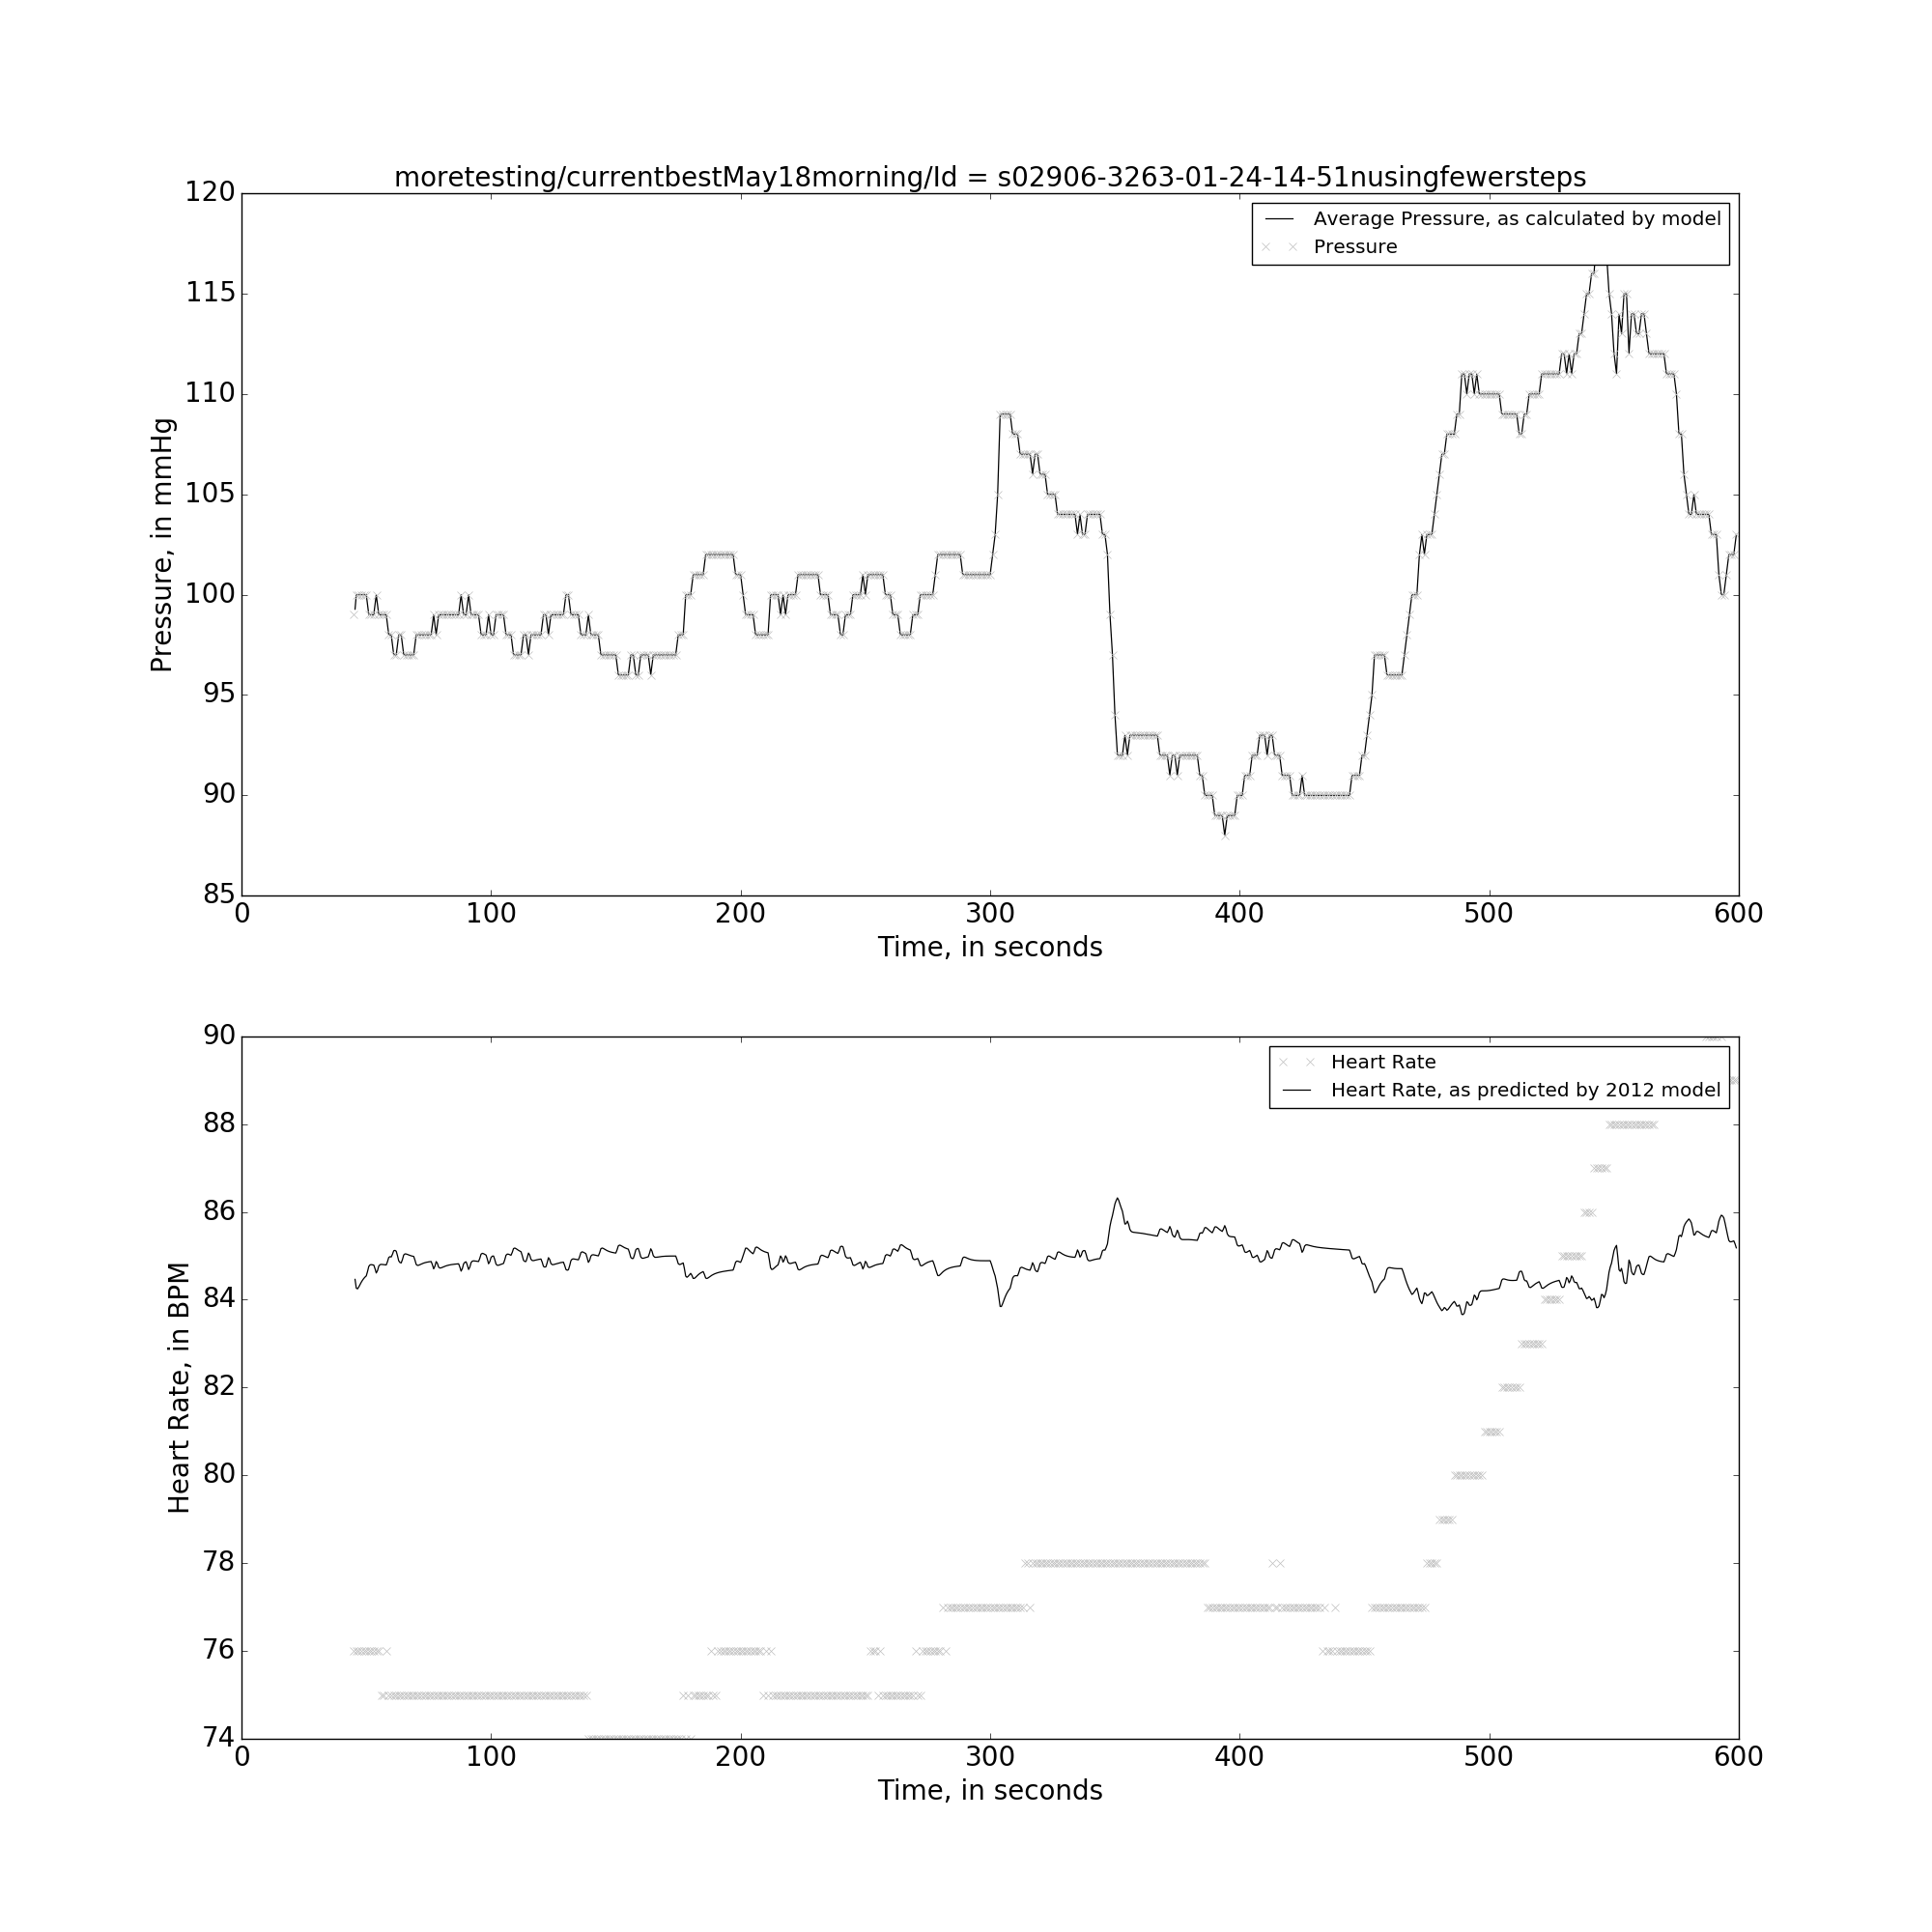 moretesting/currentbestMay18morning/Id = s02906-3263-01-24-14-51nusingfewersteps
120
115
110
105
100
95
90
85
Pressure, in mmHg
Average Pressure, as calculated by model
Pressure
0 100 200 300 400 500 600
Time, in seconds
90
88
86
84
82
80
78
76
74
Heart Rate, in BPM
Heart Rate
Heart Rate, as predicted by 2012 model
0 100 200 300 400 500 600
Time, in seconds